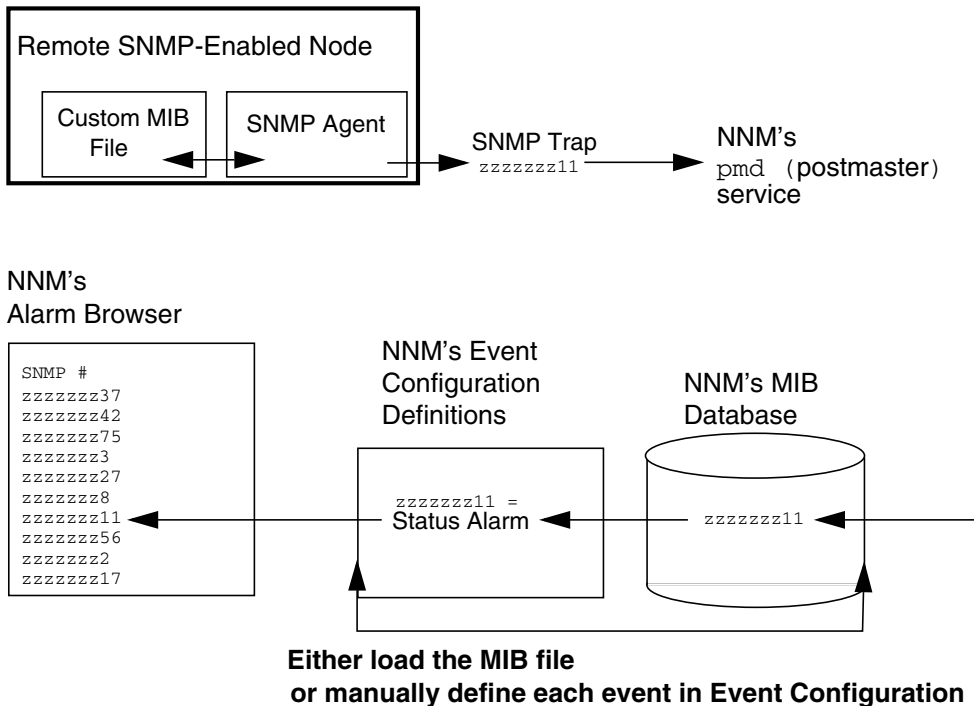 Remote SNMP-Enabled Node
Custom MIB
File
SNMP Agent
SNMP Trap
zzzzzzz11
NNM’s
pmd (postmaster)
service
NNM’s
Alarm Browser
SNMP #
zzzzzzz37
zzzzzzz42
zzzzzzz75
zzzzzzz3
zzzzzzz27
zzzzzzz8
zzzzzzz11
zzzzzzz56
zzzzzzz2
zzzzzzz17
NNM’s Event
Configuration
Definitions
zzzzzzz11 =
Status Alarm
NNM’s MIB
Database
zzzzzzz11
Either load the MIB file
or manually define each event in Event Configuration